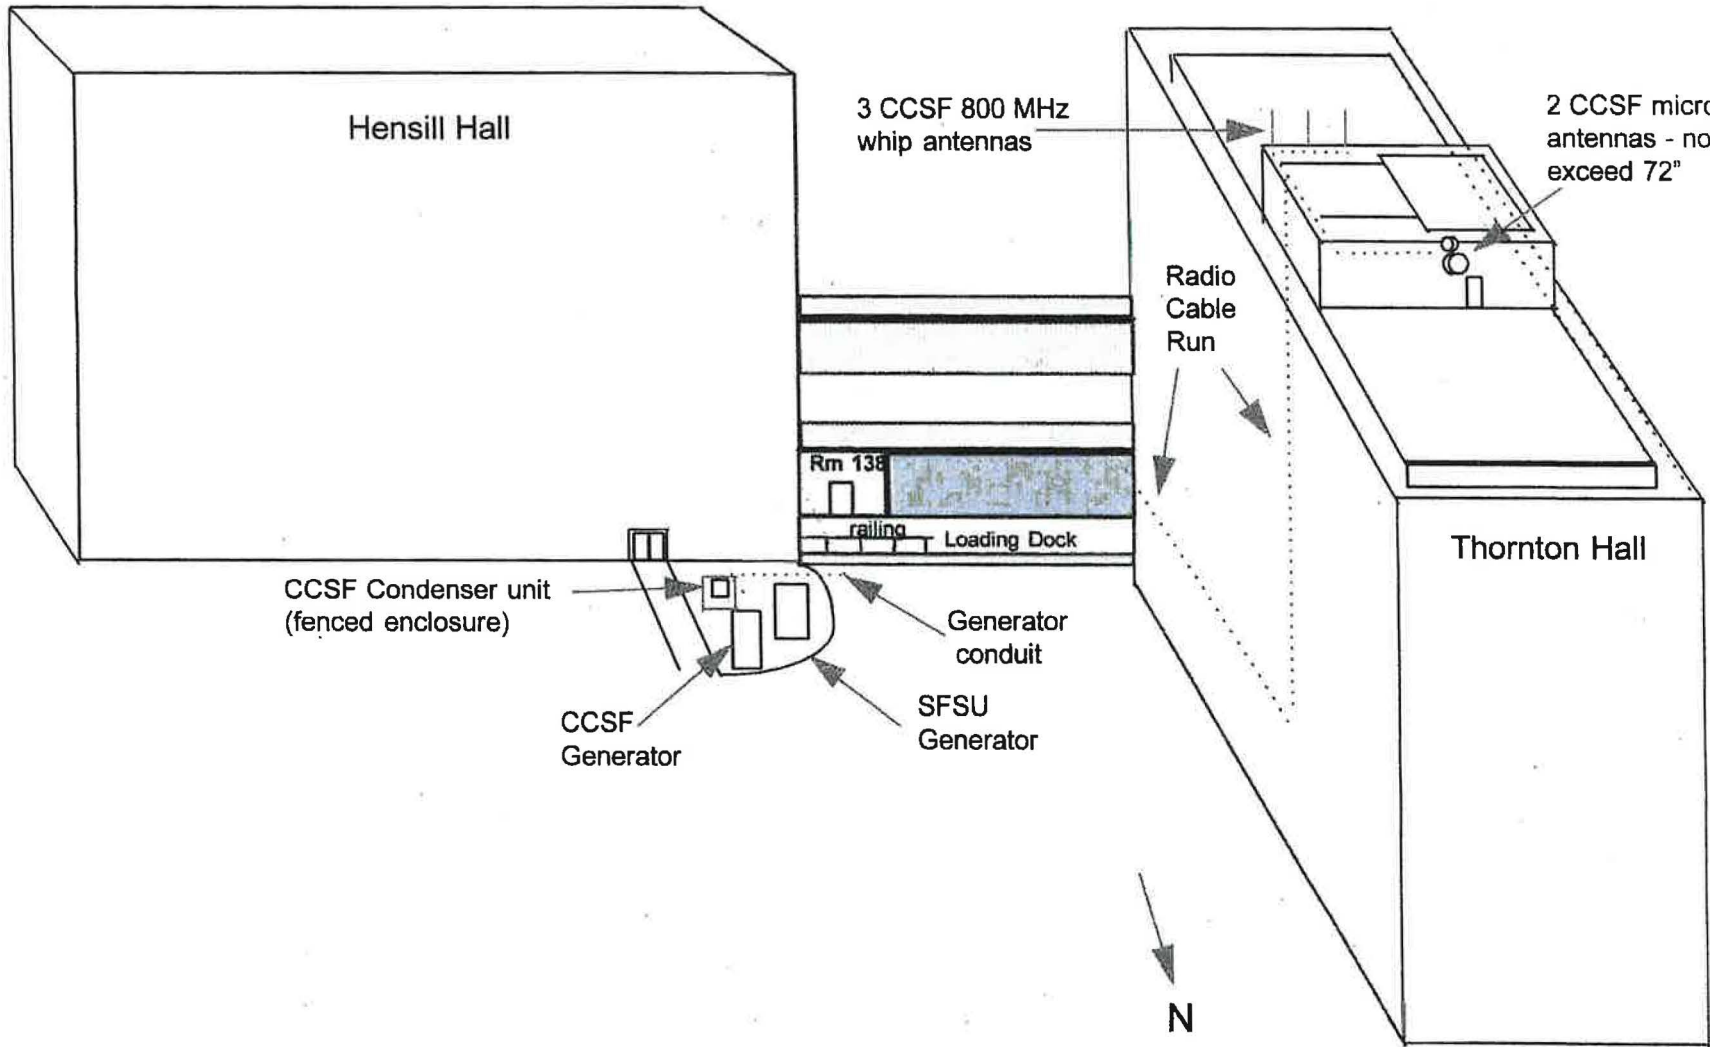 Hensill Hall
3 CCSF 800 MHz
whip antennas
2 CCSF micro
antennas - no
exceed 72"
Radio
Cable
Run
Rm 138
railing
Loading Dock
Thornton Hall
CCSF Condenser unit
(fenced enclosure)
Generator
conduit
CCSF
Generator
SFSU
Generator
N